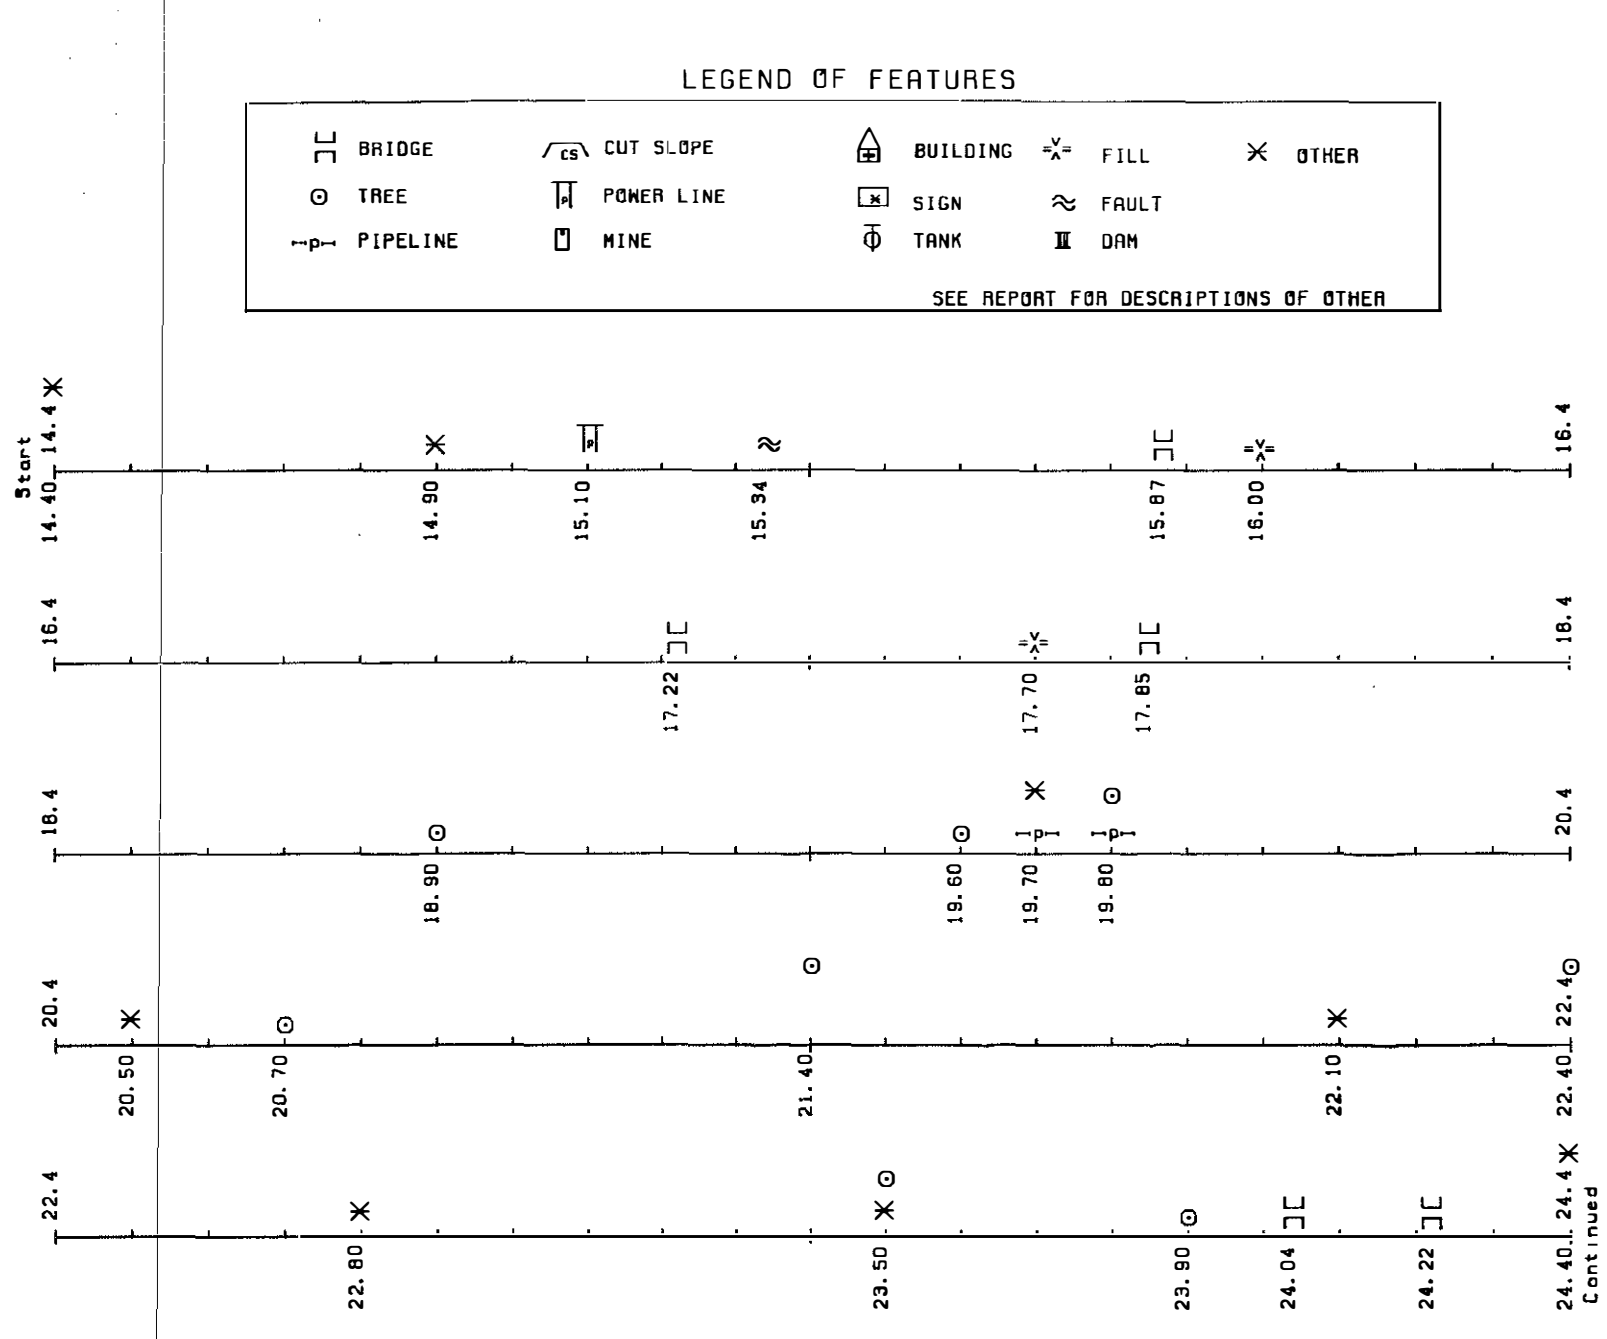 LEGEND OF FEATURES
BRIDGE CS CUT SLOPE BUILDING FILL OTHER
TREE P POWER LINE SIGN FAULT
P PIPELINE MINE TANK DAM
SEE REPORT FOR DESCRIPTIONS OF OTHER
Start 14.4 P 16.4
14.40 14.90 15.10 15.34 15.87 16.00
16.4 18.4
17.22 17.70 17.85
18.4 P P 20.4
18.90 19.60 19.70 19.80
20.4 22.4
20.50 20.70 21.40 22.10 22.40
22.4 24.4
22.80 23.50 23.90 24.04 24.22 24.40
Continued